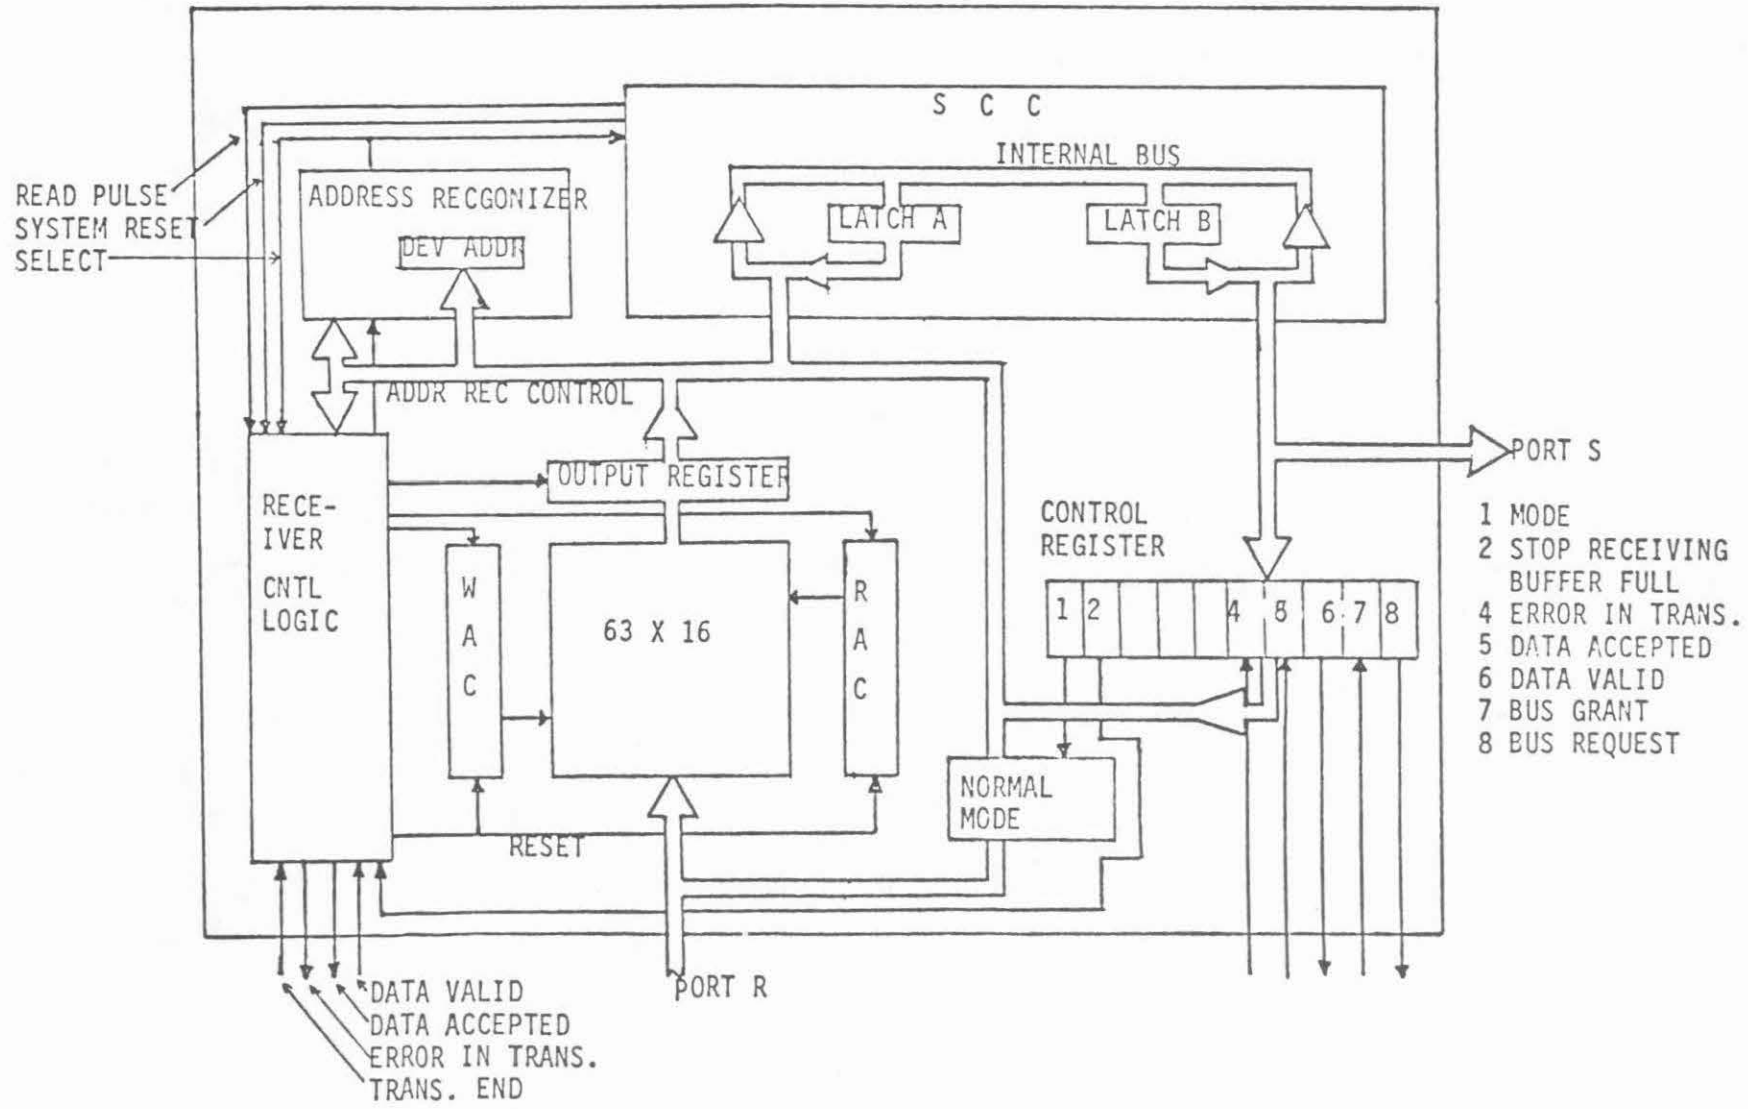 S C C
INTERNAL BUS
READ PULSE
SYSTEM RESET
SELECT
ADDRESS RECGONIZER
DEV ADDR
LATCH A
LATCH B
ADDR REC CONTROL
PORT S
OUTPUT REGISTER
RECE-
IVER
CNTL
LOGIC
W
A
C
63 X 16
R
A
C
CONTROL
REGISTER
1 2 4 5 6 7 8
1 MODE
2 STOP RECEIVING
BUFFER FULL
4 ERROR IN TRANS.
5 DATA ACCEPTED
6 DATA VALID
7 BUS GRANT
8 BUS REQUEST
NORMAL
MODE
RESET
PORT R
DATA VALID
DATA ACCEPTED
ERROR IN TRANS.
TRANS. END